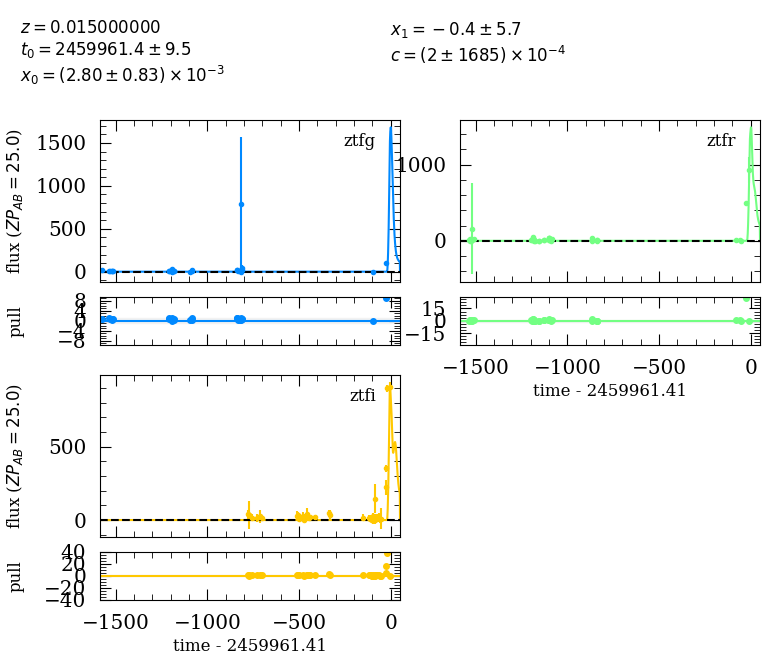 z = 0.015000000
t₀ = 2459961.4 ± 9.5
x₀ = (2.80 ± 0.83) × 10⁻³
x₁ = −0.4 ± 5.7
c = (2 ± 1685) × 10⁻⁴
ztfg
flux (ZP_AB = 25.0)
1500
1000
500
0
pull
8
4
0
−4
−8
ztfr
1000
0
15
0
−15
−1500 −1000 −500 0
time - 2459961.41
ztfi
flux (ZP_AB = 25.0)
500
0
pull
40
20
0
−20
−40
−1500 −1000 −500 0
time - 2459961.41